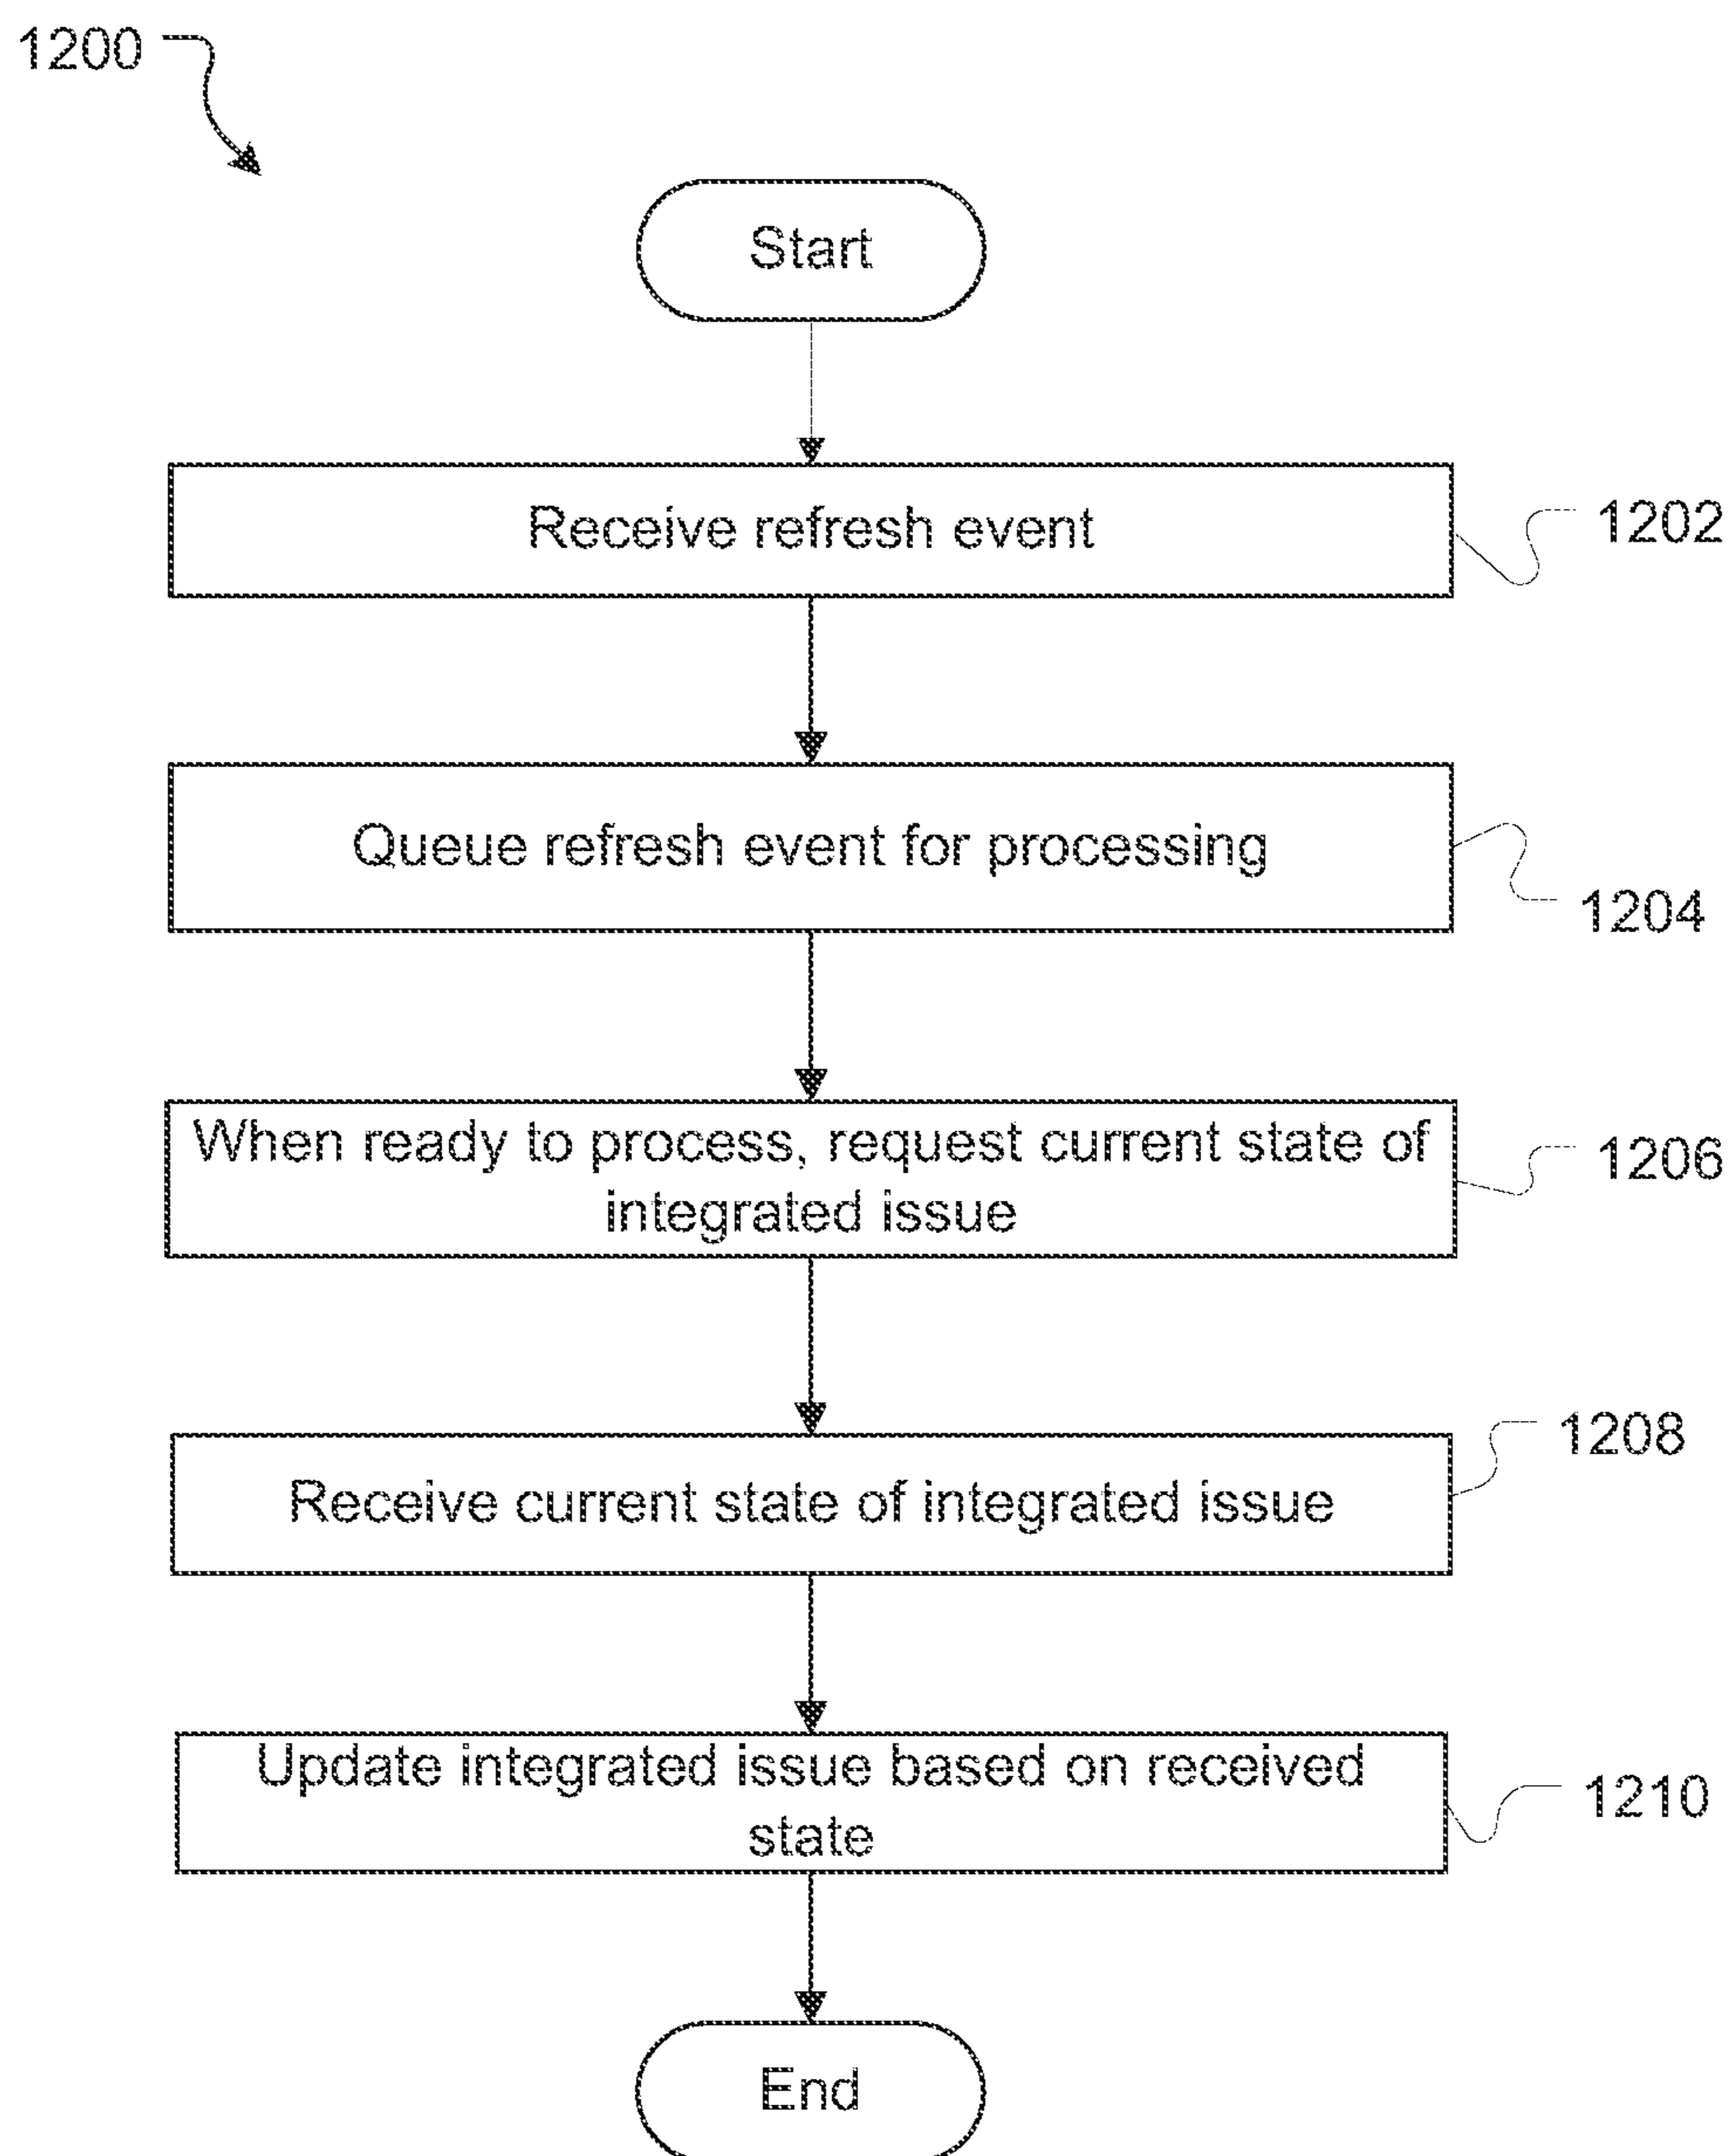 1200
Start
Receive refresh event
1202
Queue refresh event for processing
1204
When ready to process, request current state of
integrated issue
1206
Receive current state of integrated issue
1208
Update integrated issue based on received
state
1210
End